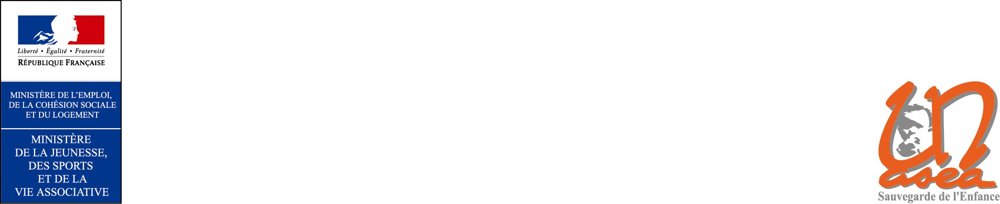 Liberté • Égalité • Fraternité
RÉPUBLIQUE FRANÇAISE
MINISTÈRE DE L’EMPLOI,
DE LA COHÉSION SOCIALE
ET DU LOGEMENT
MINISTÈRE
DE LA JEUNESSE,
DES SPORTS
ET DE LA
VIE ASSOCIATIVE
un
asea
Sauvegarde de l'Enfance